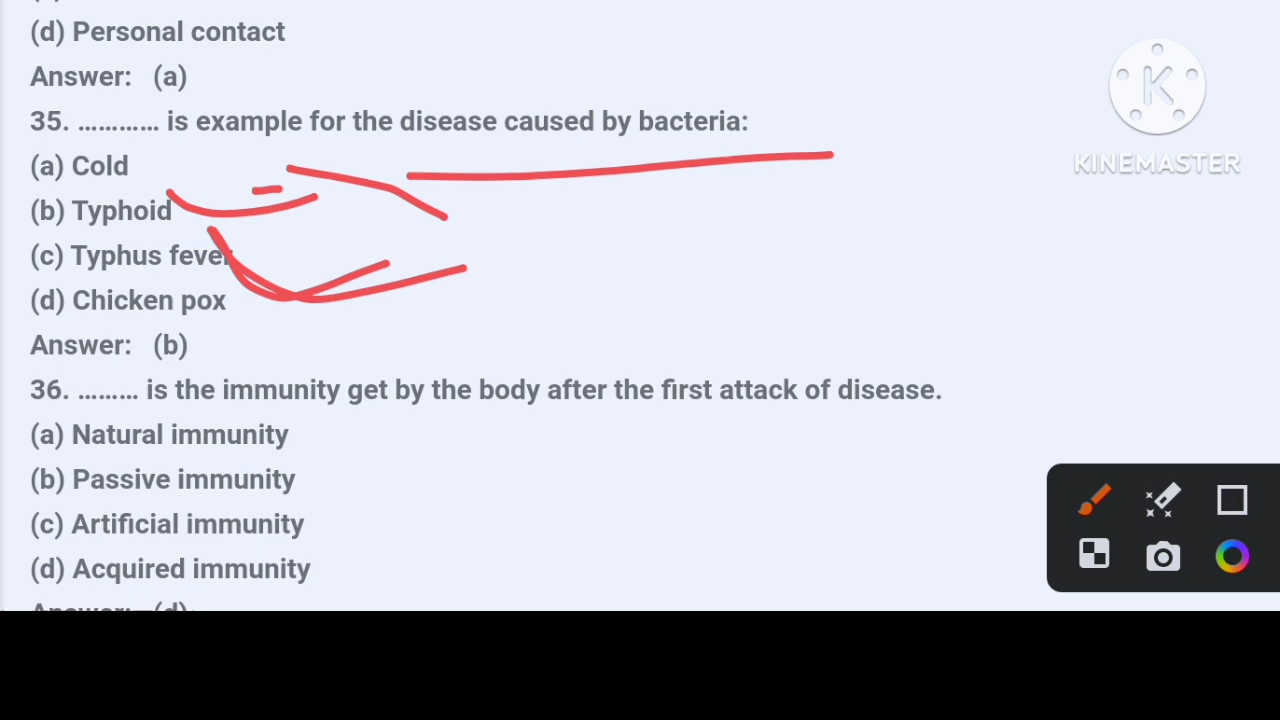 (d) Personal contact
Answer: (a)
35. ………… is example for the disease caused by bacteria:
(a) Cold
(b) Typhoid
(c) Typhus fever
(d) Chicken pox
Answer: (b)
36. ……… is the immunity get by the body after the first attack of disease.
(a) Natural immunity
(b) Passive immunity
(c) Artificial immunity
(d) Acquired immunity
Answer: (d)
K
KINEMASTER